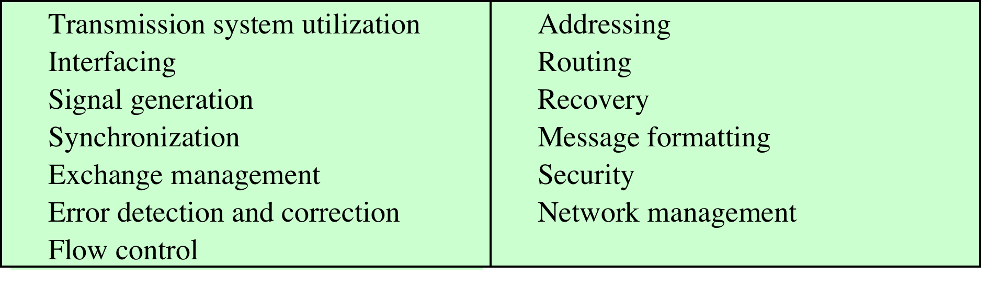 Transmission system utilization
Interfacing
Signal generation
Synchronization
Exchange management
Error detection and correction
Flow control
Addressing
Routing
Recovery
Message formatting
Security
Network management